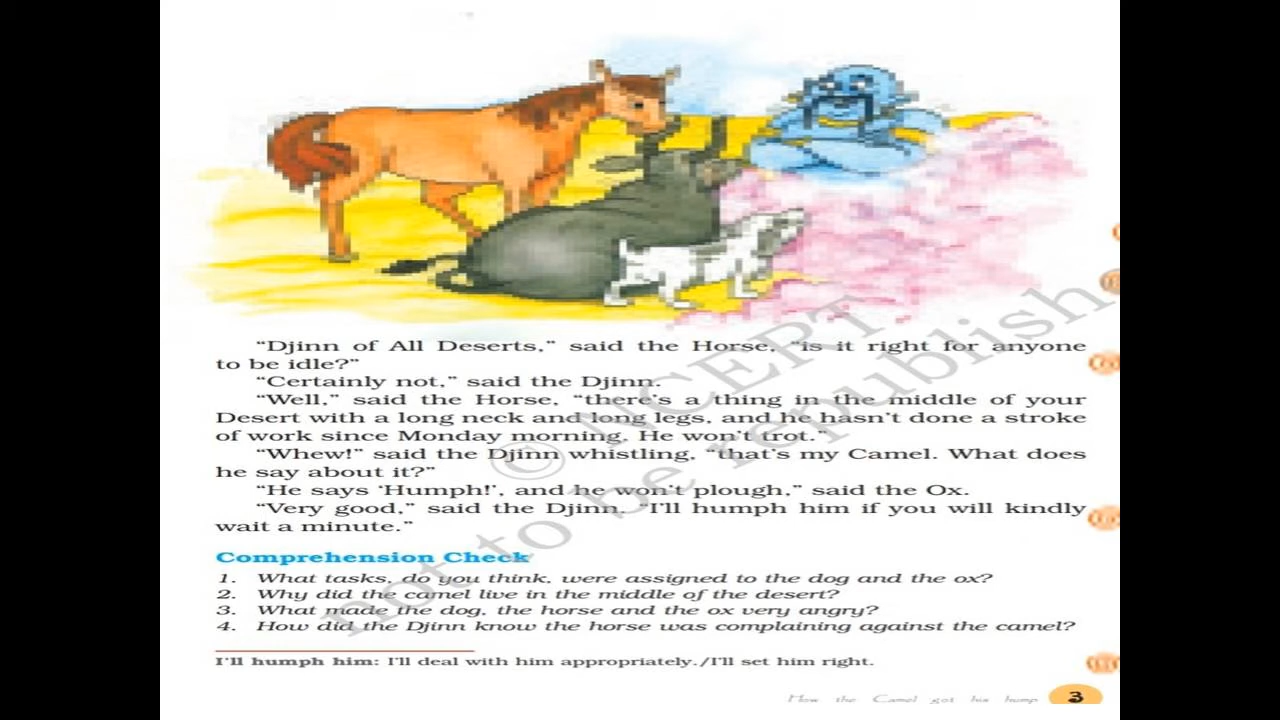 “Djinn of All Deserts,” said the Horse, “is it right for anyone
to be idle?”
“Certainly not,” said the Djinn.
“Well,” said the Horse, “there’s a thing in the middle of your
Desert with a long neck and long legs, and he hasn’t done a stroke
of work since Monday morning. He won’t trot.”
“Whew!” said the Djinn whistling, “that’s my Camel. What does
he say about it?”
“He says ‘Humph!’, and he won’t plough,” said the Ox.
“Very good,” said the Djinn. “I’ll humph him if you will kindly
wait a minute.”
© NCERT
not to be republish
Comprehension Check
1. What tasks, do you think, were assigned to the dog and the ox?
2. Why did the camel live in the middle of the desert?
3. What made the dog, the horse and the ox very angry?
4. How did the Djinn know the horse was complaining against the camel?
I’ll humph him: I’ll deal with him appropriately./I’ll set him right.
How the Camel got his hump 3